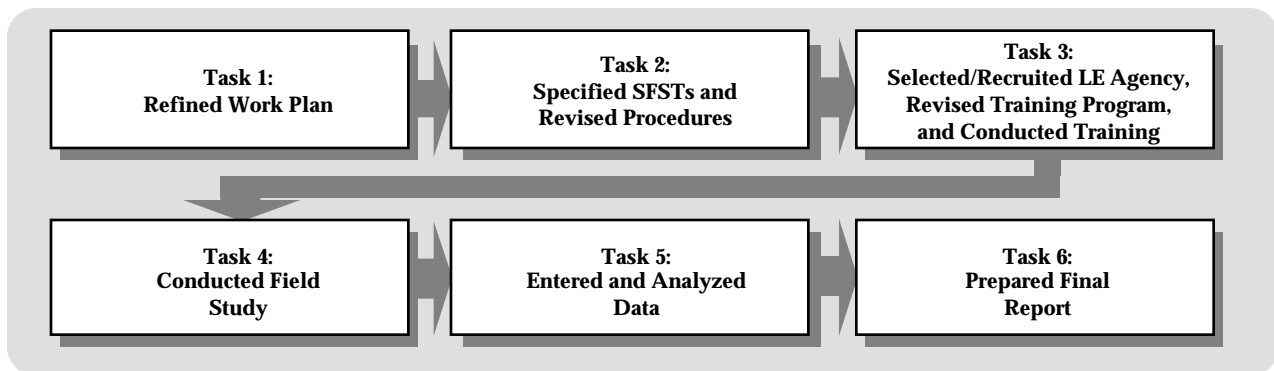 Task 1:
Refined Work Plan
Task 2:
Specified SFSTs and
Revised Procedures
Task 3:
Selected/Recruited LE Agency,
Revised Training Program,
and Conducted Training
Task 4:
Conducted Field
Study
Task 5:
Entered and Analyzed
Data
Task 6:
Prepared Final
Report